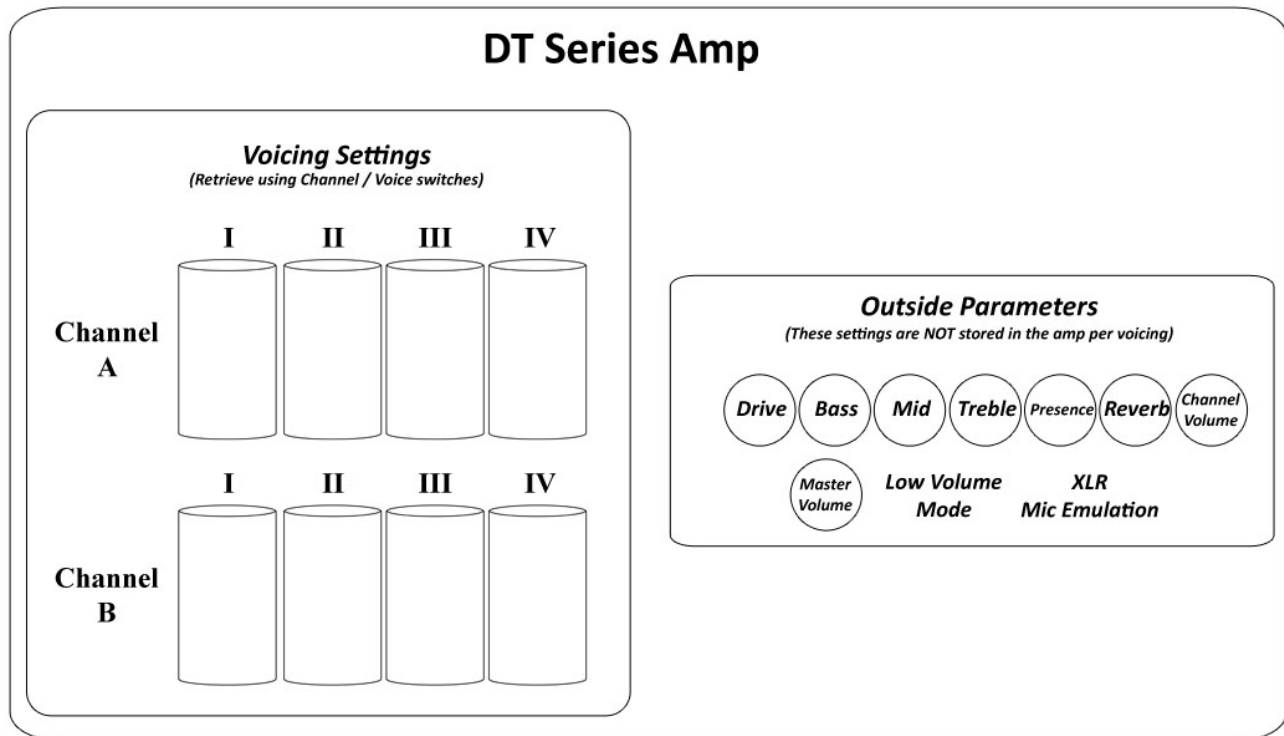 DT Series Amp
Voicing Settings
(Retrieve using Channel / Voice switches)
I II III IV
Channel
A
I II III IV
Channel
B
Outside Parameters
(These settings are NOT stored in the amp per voicing)
Drive Bass Mid Treble Presence Reverb Channel
Volume
Master
Volume
Low Volume
Mode
XLR
Mic Emulation